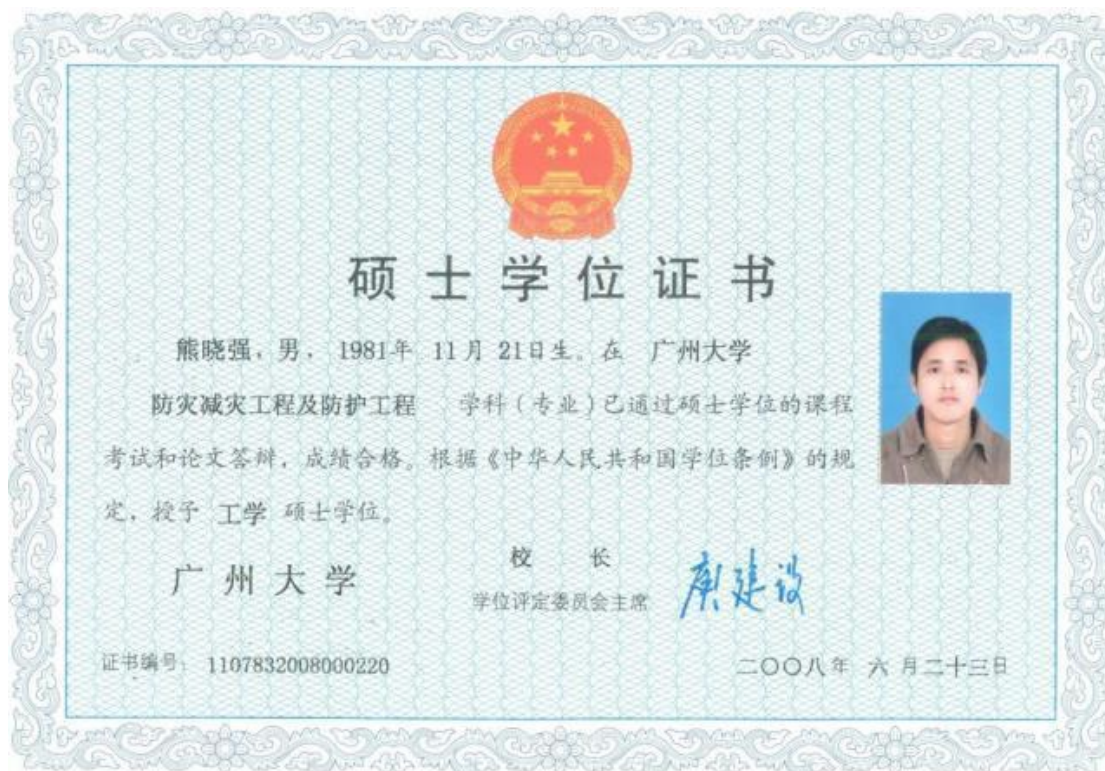 硕士学位证书
熊晓强，男，1981年 11月 21日生。在 广州大学
防灾减灾工程及防护工程 学科（专业）已通过硕士学位的课程
考试和论文答辩，成绩合格。根据《中华人民共和国学位条例》的规
定，授予 工学 硕士学位。
广州大学
校 长
学位评定委员会主席
庾建设
证书编号：1107832008000220
二〇〇八年 六月二十三日